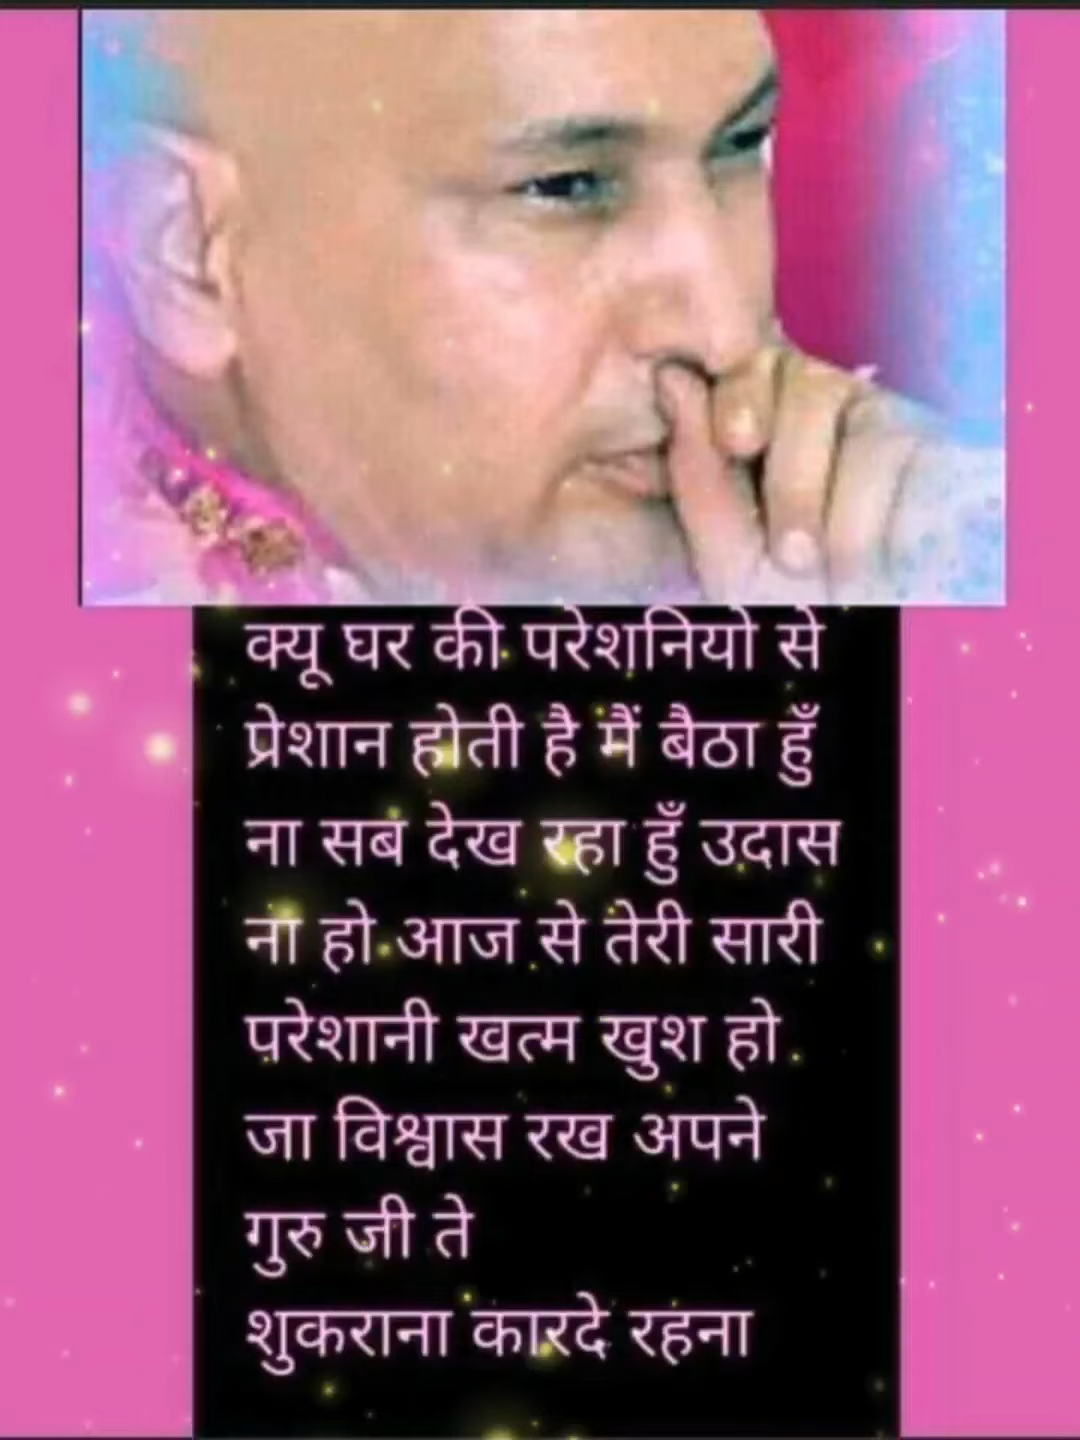 क्यू घर की परेशनियो से
प्रेशान होती है मैं बैठा हुँ
ना सब देख रहा हुँ उदास
ना हो आज से तेरी सारी
परेशानी खत्म खुश हो
जा विश्वास रख अपने
गुरु जी ते
शुकराना कारदे रहना